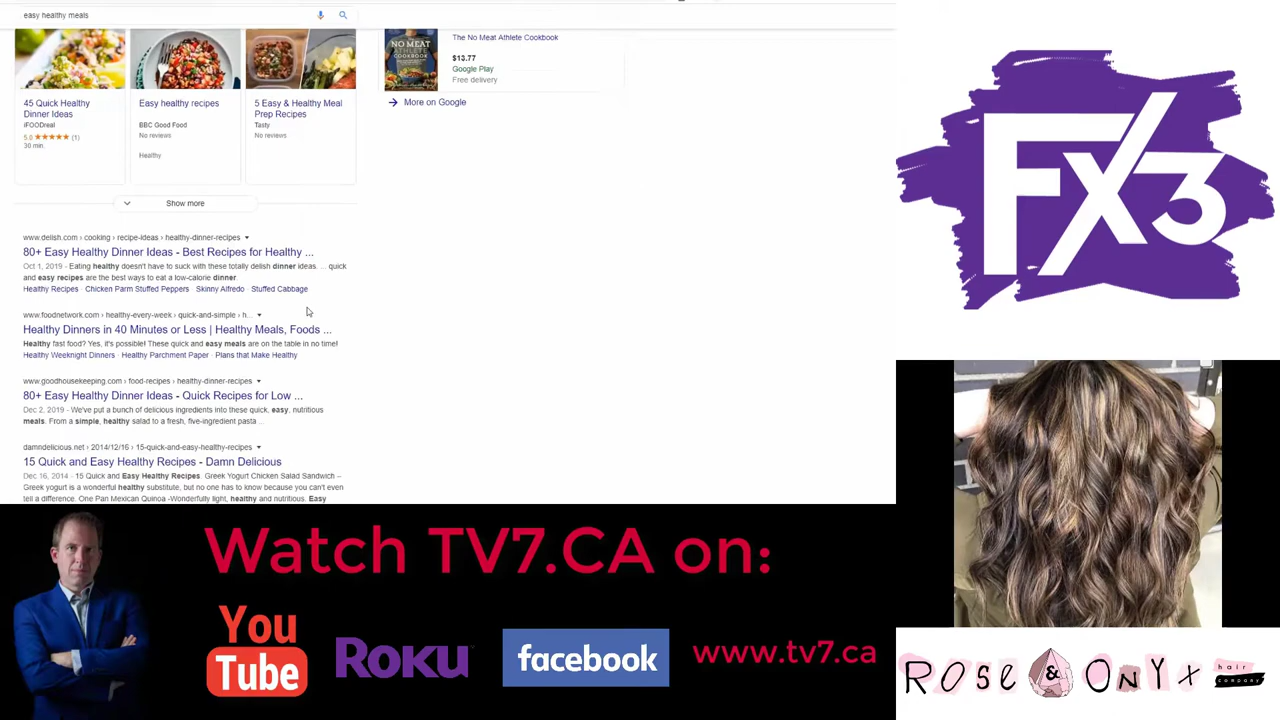 easy healthy meals
45 Quick Healthy
Dinner Ideas
iFOODreal
5.0 ★★★★★ (1)
30 min.
Easy healthy recipes
BBC Good Food
No reviews
Healthy
5 Easy & Healthy Meal
Prep Recipes
Tasty
No reviews
NO MEAT
ATHLETE
COOKBOOK
The No Meat Athlete Cookbook
$13.77
Google Play
Free delivery
More on Google
Show more
www.delish.com › cooking › recipe-ideas › healthy-dinner-recipes
80+ Easy Healthy Dinner Ideas - Best Recipes for Healthy ...
Oct 1, 2019 - Eating healthy doesn't have to suck with these totally delish dinner ideas. ... quick
and easy recipes are the best ways to eat a low-calorie dinner.
Healthy Recipes · Chicken Parm Stuffed Peppers · Skinny Alfredo · Stuffed Cabbage
www.foodnetwork.com › healthy-every-week › quick-and-simple › h...
Healthy Dinners in 40 Minutes or Less | Healthy Meals, Foods ...
Healthy fast food? Yes, it's possible! These quick and easy meals are on the table in no time!
Healthy Weeknight Dinners · Healthy Parchment Paper · Plans that Make Healthy
www.goodhousekeeping.com › food-recipes › healthy-dinner-recipes
80+ Easy Healthy Dinner Ideas - Quick Recipes for Low ...
Dec 2, 2019 - We've put a bunch of delicious ingredients into these quick, easy, nutritious
meals. From a simple, healthy salad to a fresh, five-ingredient pasta ...
damndelicious.net › 2014/12/16 › 15-quick-and-easy-healthy-recipes
15 Quick and Easy Healthy Recipes - Damn Delicious
Dec 16, 2014 - 15 Quick and Easy Healthy Recipes. Greek Yogurt Chicken Salad Sandwich –
Greek yogurt is a wonderful healthy substitute, but no one has to know because you can't even
tell a difference. One Pan Mexican Quinoa -Wonderfully light, healthy and nutritious. Easy
FX3
Watch TV7.CA on:
You
Tube
ROKU
facebook
www.tv7.ca
ROSE & ONYX
hair
company